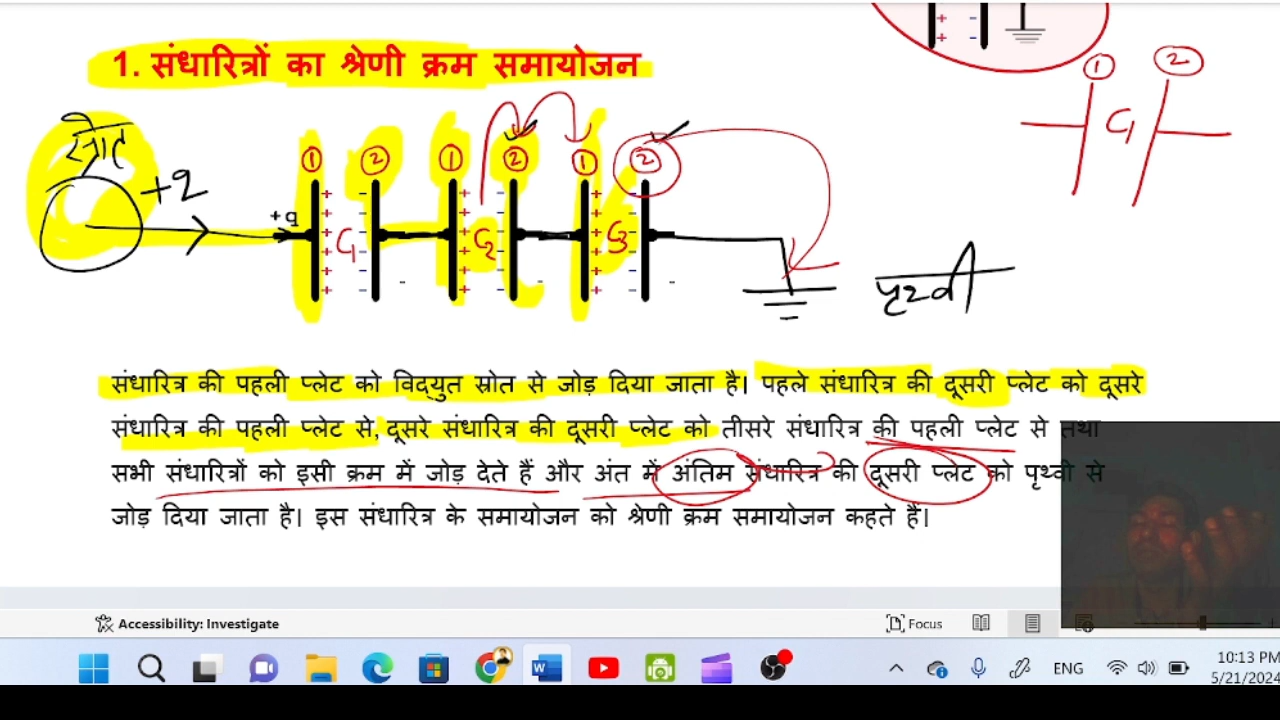 1. संधारित्रों का श्रेणी क्रम समायोजन
① ②
C1
स्त्रोत
+q
+q
① ② ① ② ① ②
C1 C2 C3
पृथ्वी
संधारित्र की पहली प्लेट को विद्युत स्रोत से जोड़ दिया जाता है। पहले संधारित्र की दूसरी प्लेट को दूसरे
संधारित्र की पहली प्लेट से, दूसरे संधारित्र की दूसरी प्लेट को तीसरे संधारित्र की पहली प्लेट से तथा
सभी संधारित्रों को इसी क्रम में जोड़ देते हैं और अंत में अंतिम संधारित्र की दूसरी प्लेट को पृथ्वी से
जोड़ दिया जाता है। इस संधारित्र के समायोजन को श्रेणी क्रम समायोजन कहते हैं।
Accessibility: Investigate
Focus
ENG
10:13 PM
5/21/2024